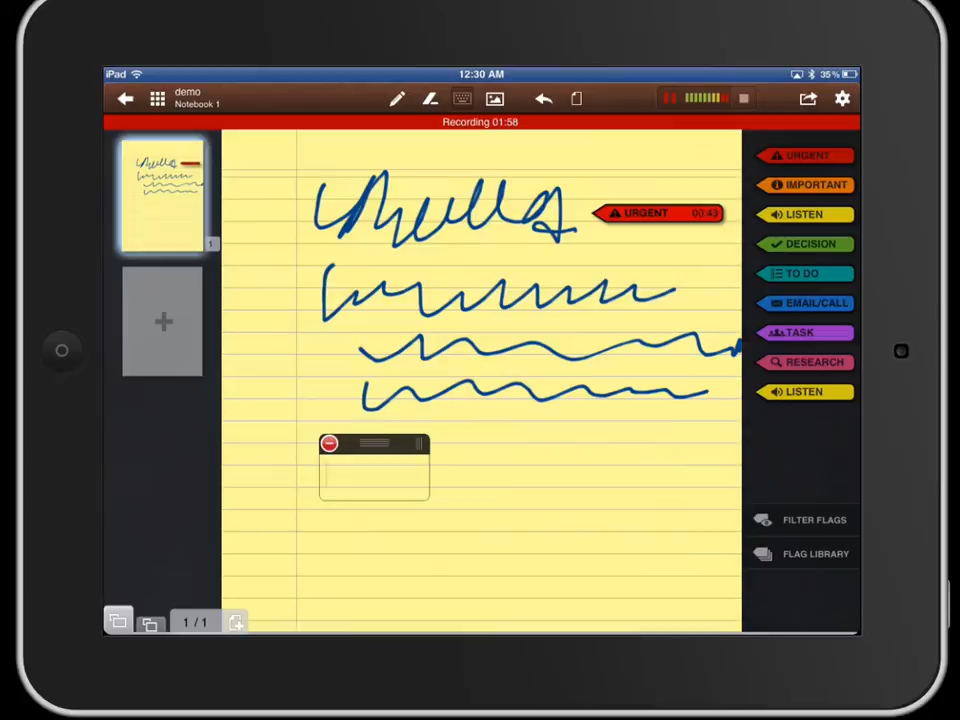 iPad 12:30 AM 35%
demo
Notebook 1
Recording 01:58
URGENT
IMPORTANT
URGENT 00:43
LISTEN
DECISION
TO DO
EMAIL/CALL
TASK
RESEARCH
LISTEN
1
FILTER FLAGS
FLAG LIBRARY
1 / 1